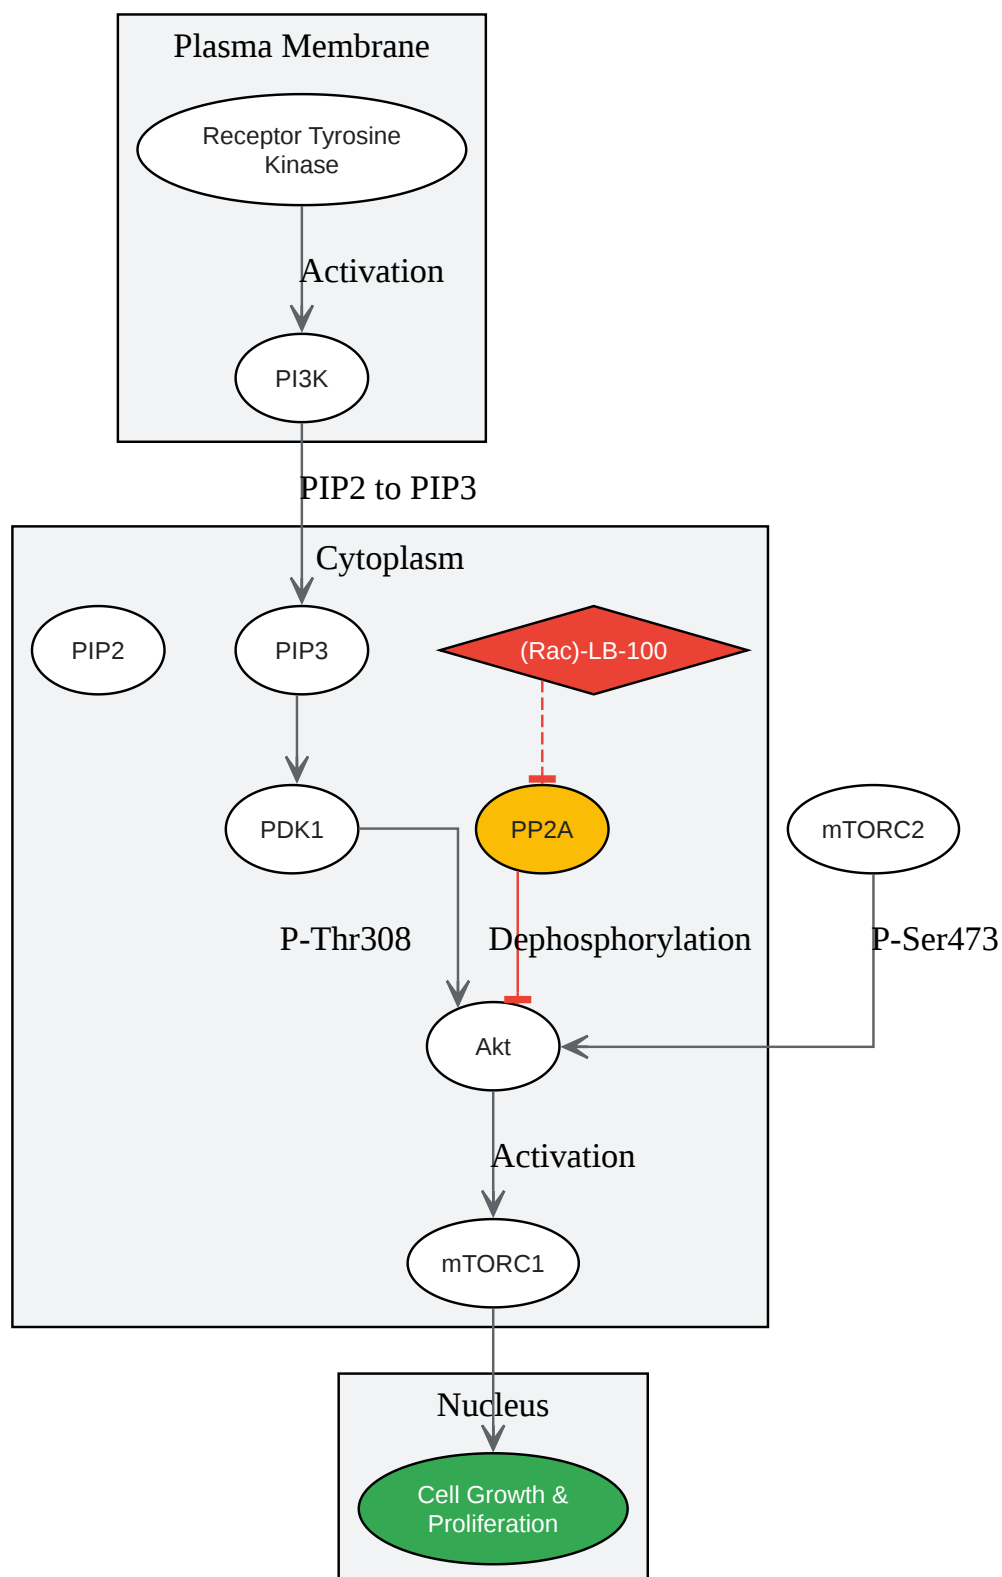 Plasma Membrane
Receptor Tyrosine
Kinase
Activation
PI3K
PIP2 to PIP3
Cytoplasm
PIP2
PIP3
(Rac)-LB-100
PDK1
PP2A
mTORC2
P-Thr308
Dephosphorylation
P-Ser473
Akt
Activation
mTORC1
Nucleus
Cell Growth &
Proliferation